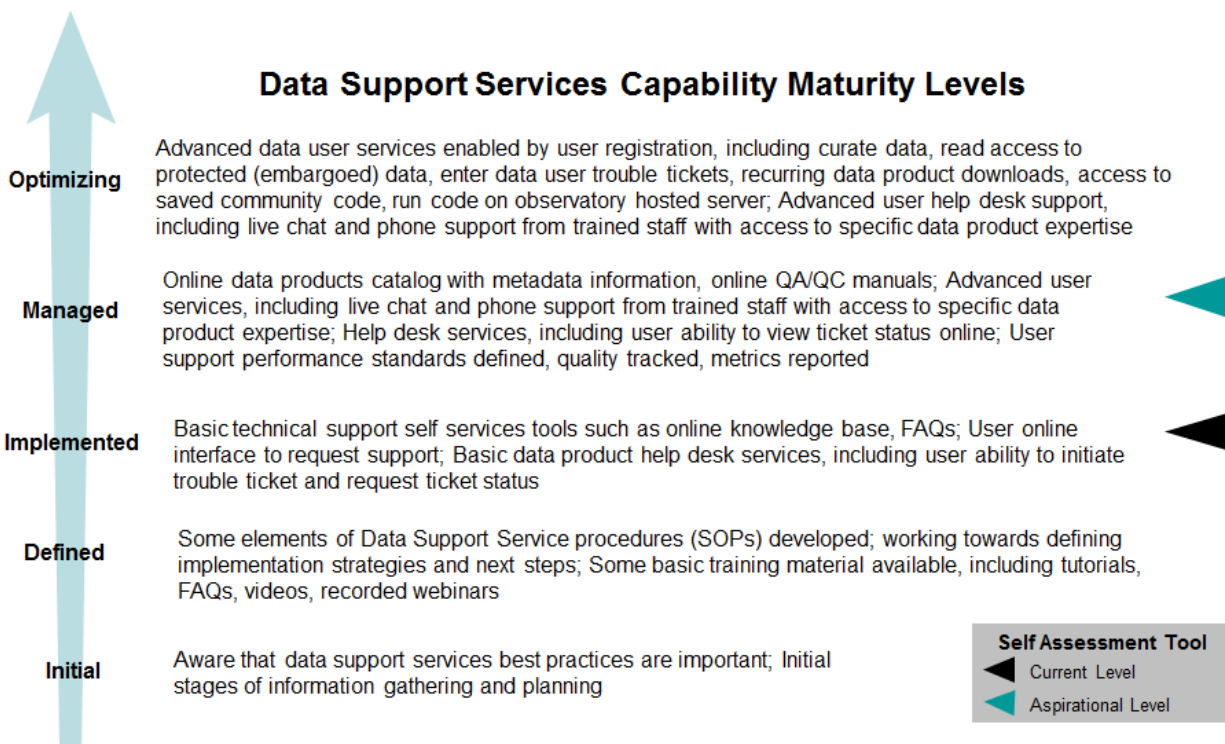 Data Support Services Capability Maturity Levels
Optimizing
Advanced data user services enabled by user registration, including curate data, read access to
protected (embargoed) data, enter data user trouble tickets, recurring data product downloads, access to
saved community code, run code on observatory hosted server; Advanced user help desk support,
including live chat and phone support from trained staff with access to specific data product expertise
Managed
Online data products catalog with metadata information, online QA/QC manuals; Advanced user
services, including live chat and phone support from trained staff with access to specific data
product expertise; Help desk services, including user ability to view ticket status online; User
support performance standards defined, quality tracked, metrics reported
Implemented
Basic technical support self services tools such as online knowledge base, FAQs; User online
interface to request support; Basic data product help desk services, including user ability to initiate
trouble ticket and request ticket status
Defined
Some elements of Data Support Service procedures (SOPs) developed; working towards defining
implementation strategies and next steps; Some basic training material available, including tutorials,
FAQs, videos, recorded webinars
Initial
Aware that data support services best practices are important; Initial
stages of information gathering and planning
Self Assessment Tool
Current Level
Aspirational Level